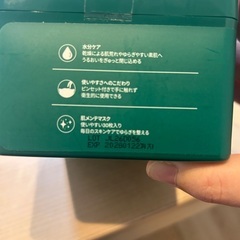 水分ケア
乾燥による肌荒れやゆらぎやすい素肌へ
うるおいをぎゅっと閉じ込め
使いやすさへのこだわり
ピンセット付きで手に触れず
衛生的に使用できる
肌メンテマスク
使いやすい30枚入り
毎日のスキンケアでゆらぎを整える
LOT
EXP